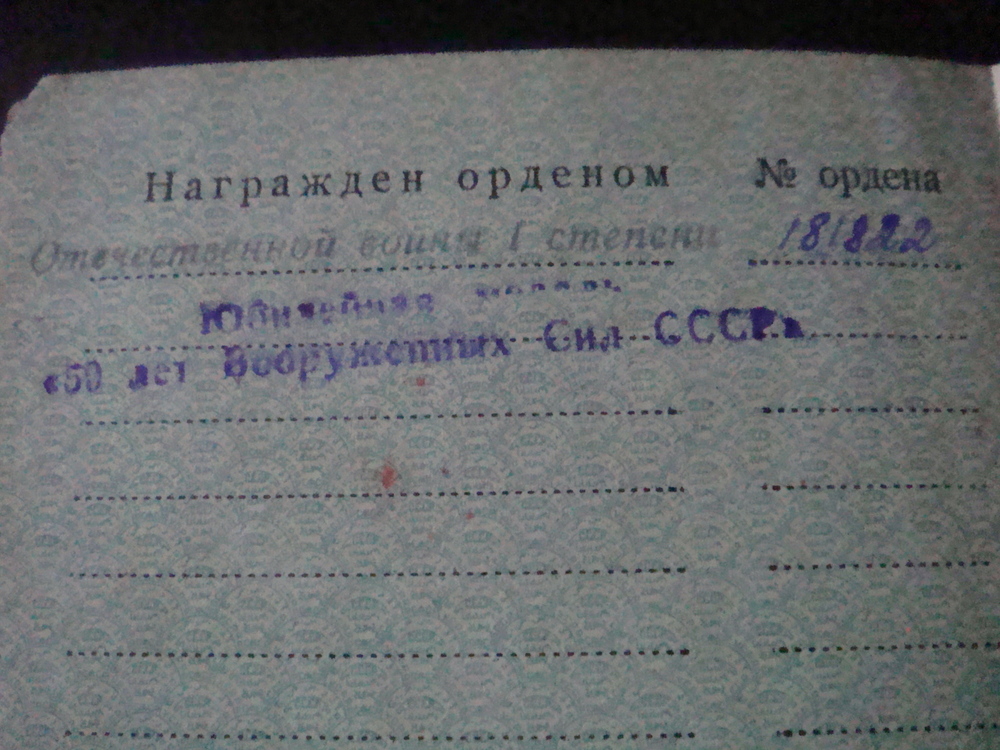 Награжден орденом № ордена
Отечественной войны I степени 181822
Юбилейная медаль
«50 лет Вооруженных Сил СССР»